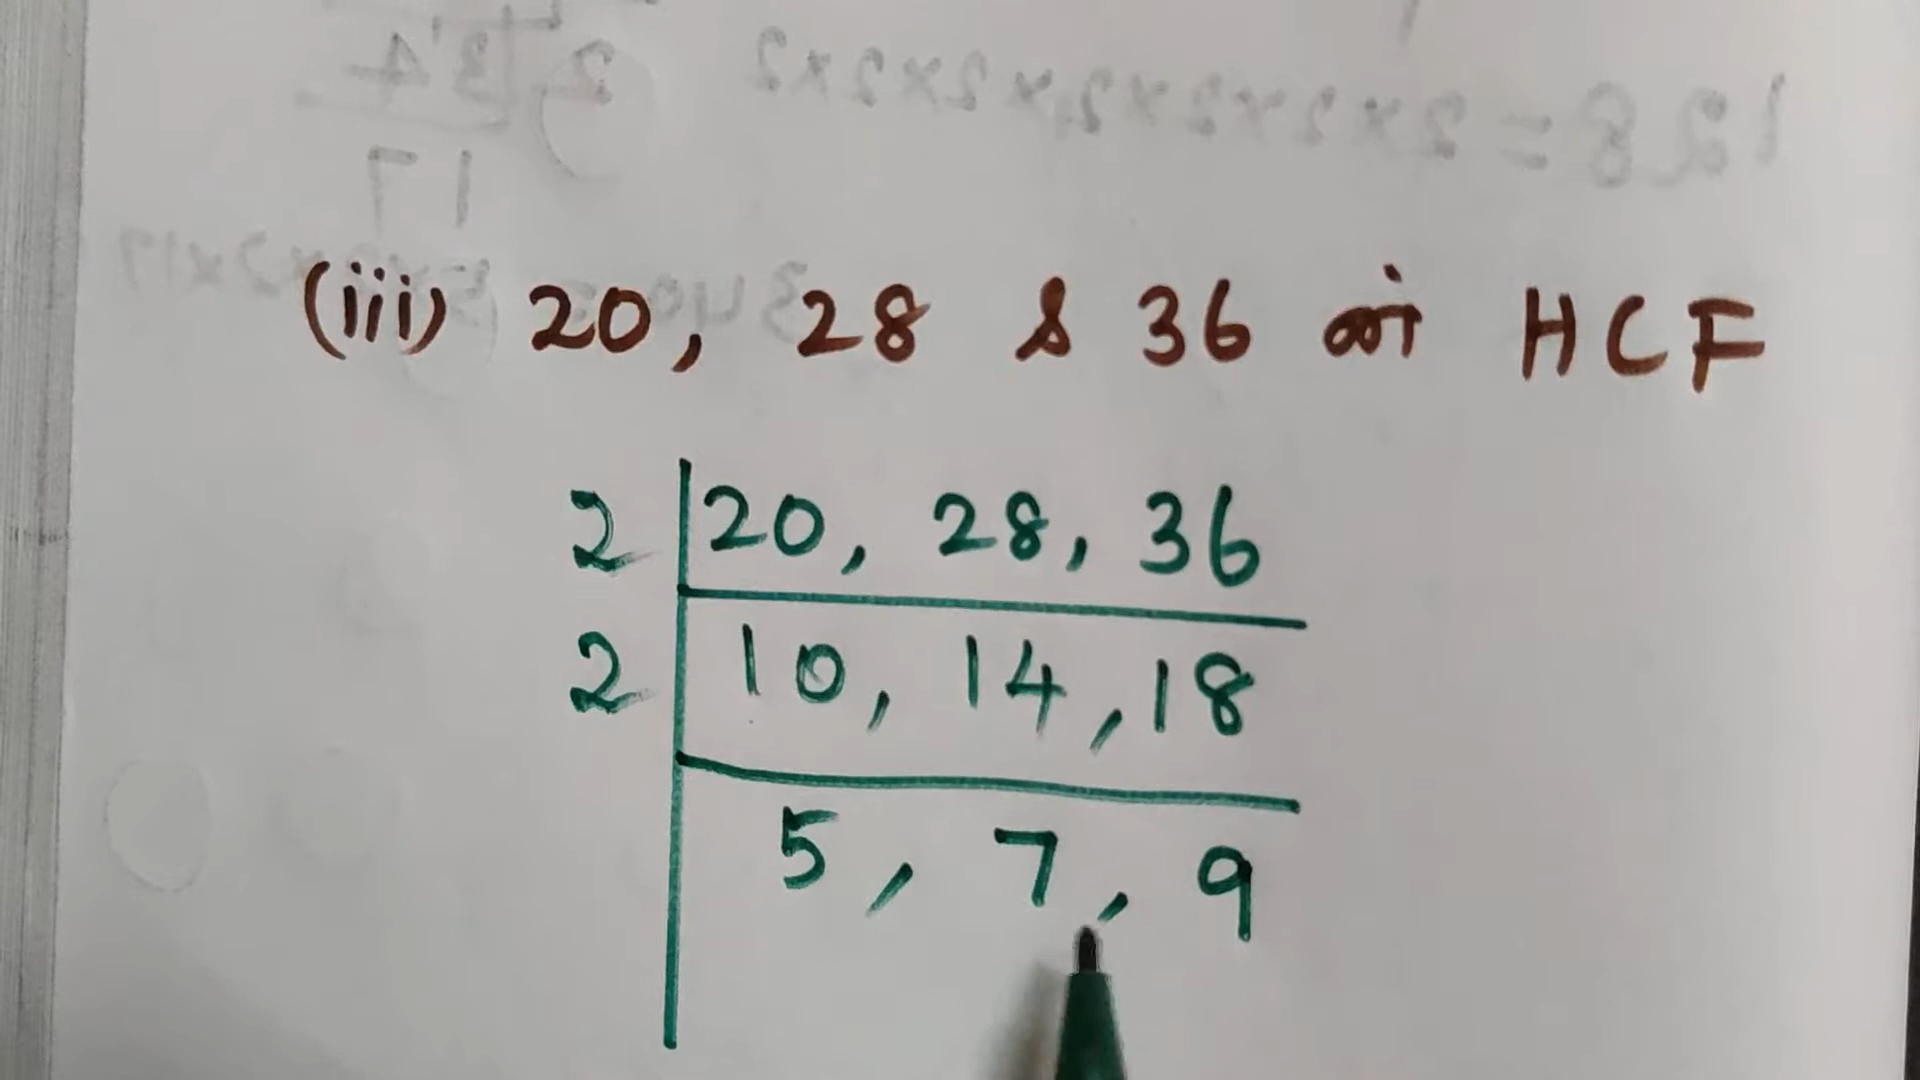 (iii) 20, 28 & 36 ன் HCF
2 | 20, 28, 36
2 | 10, 14, 18
5, 7, 9